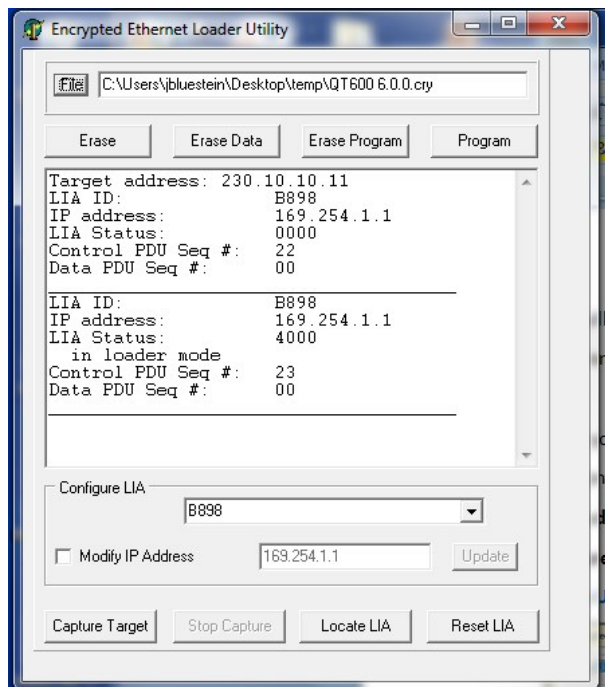 Encrypted Ethernet Loader Utility
File C:\Users\jbluestein\Desktop\temp\QT600 6.0.0.cry
Erase Erase Data Erase Program Program
Target address: 230.10.10.11
LIA ID: B898
IP address: 169.254.1.1
LIA Status: 0000
Control PDU Seq #: 22
Data PDU Seq #: 00
LIA ID: B898
IP address: 169.254.1.1
LIA Status: 4000
in loader mode
Control PDU Seq #: 23
Data PDU Seq #: 00
Configure LIA
B898
Modify IP Address 169.254.1.1 Update
Capture Target Stop Capture Locate LIA Reset LIA